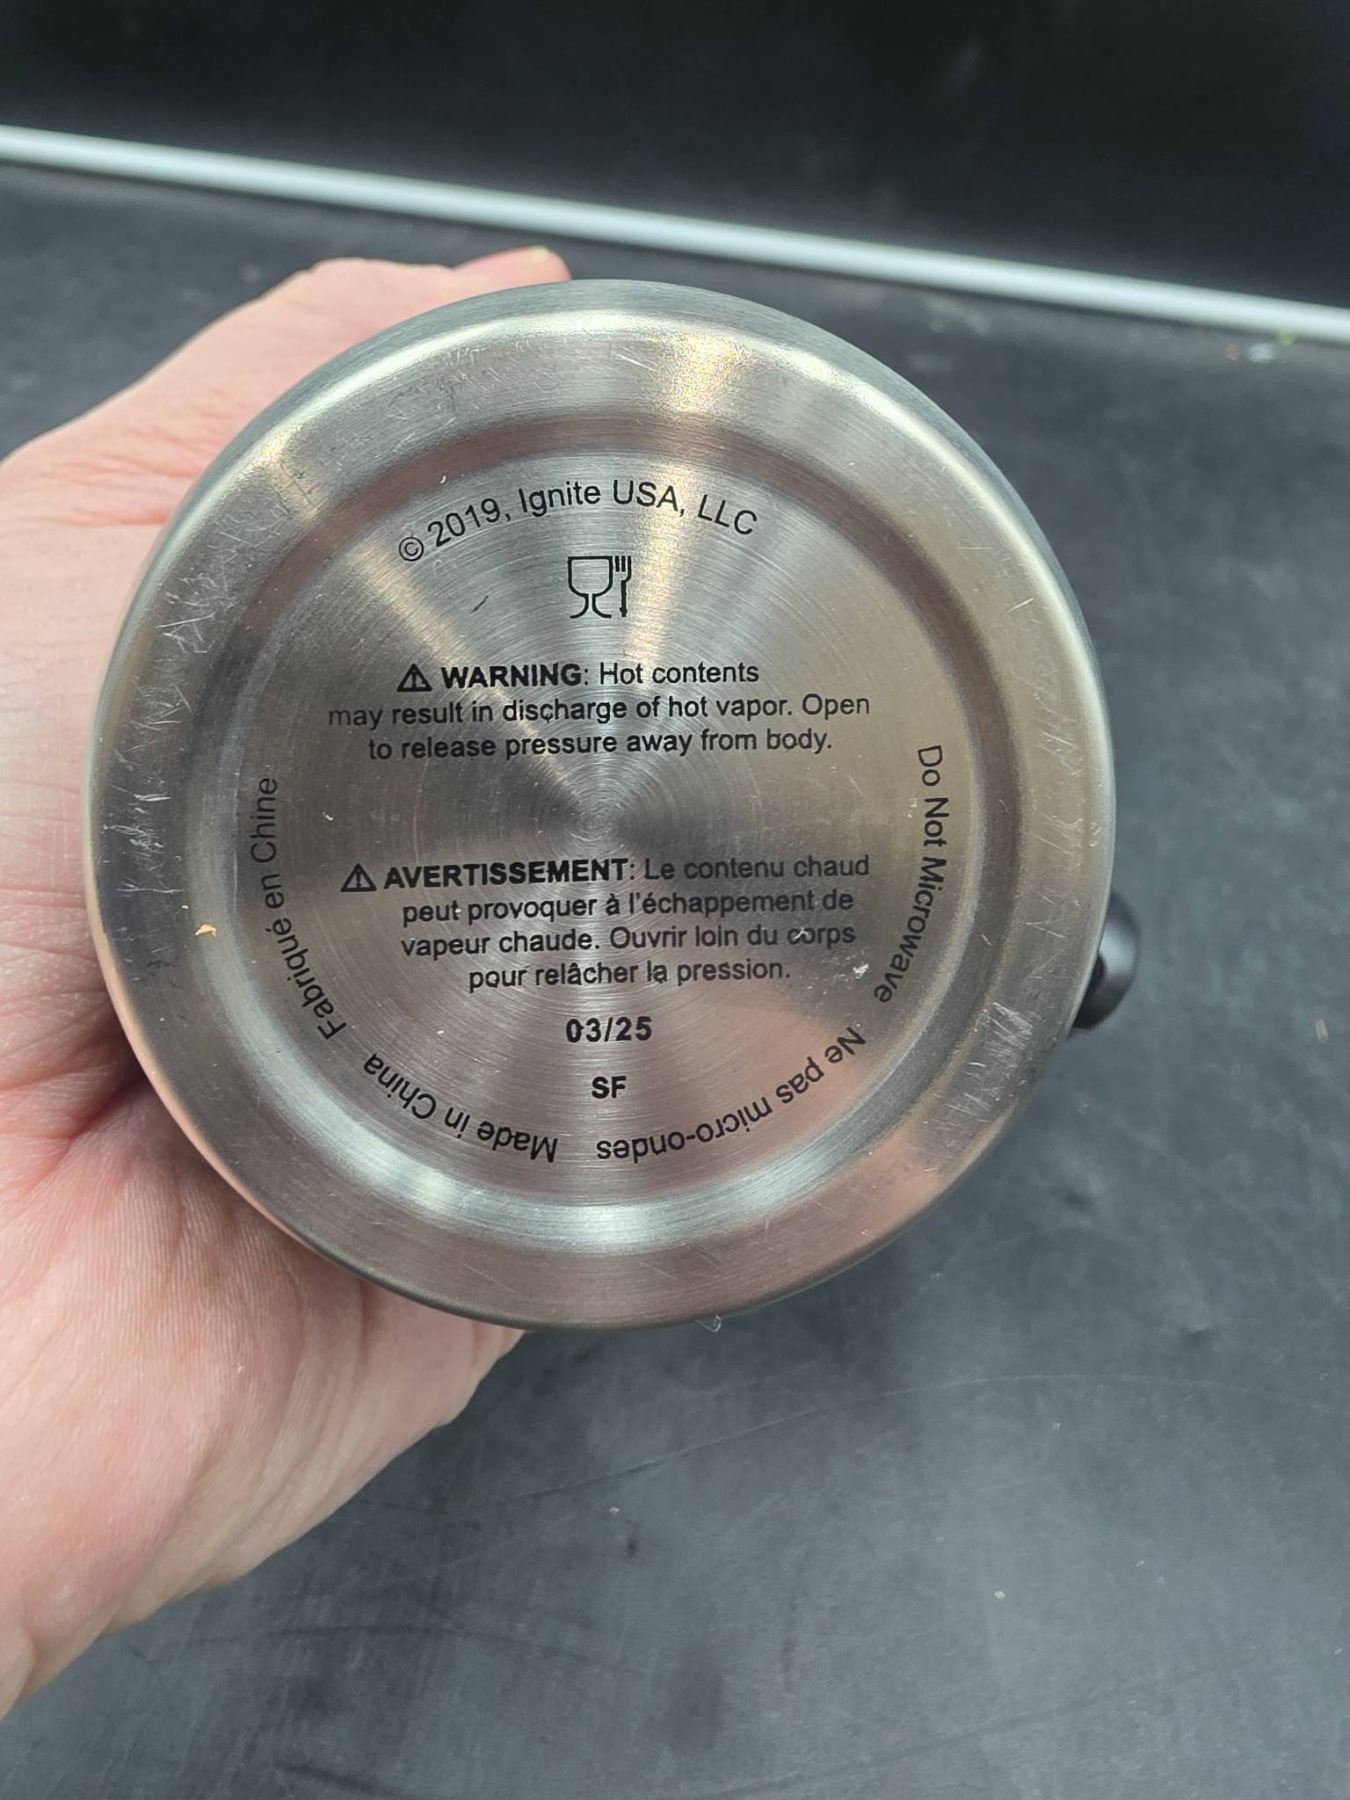 © 2019, Ignite USA, LLC
⚠ WARNING: Hot contents
may result in discharge of hot vapor. Open
to release pressure away from body.
⚠ AVERTISSEMENT: Le contenu chaud
peut provoquer à l'échappement de
vapeur chaude. Ouvrir loin du corps
pour relâcher la pression.
03/25
SF
Do Not Microwave
Ne pas micro-ondes
Made in China
Fabriqué en Chine